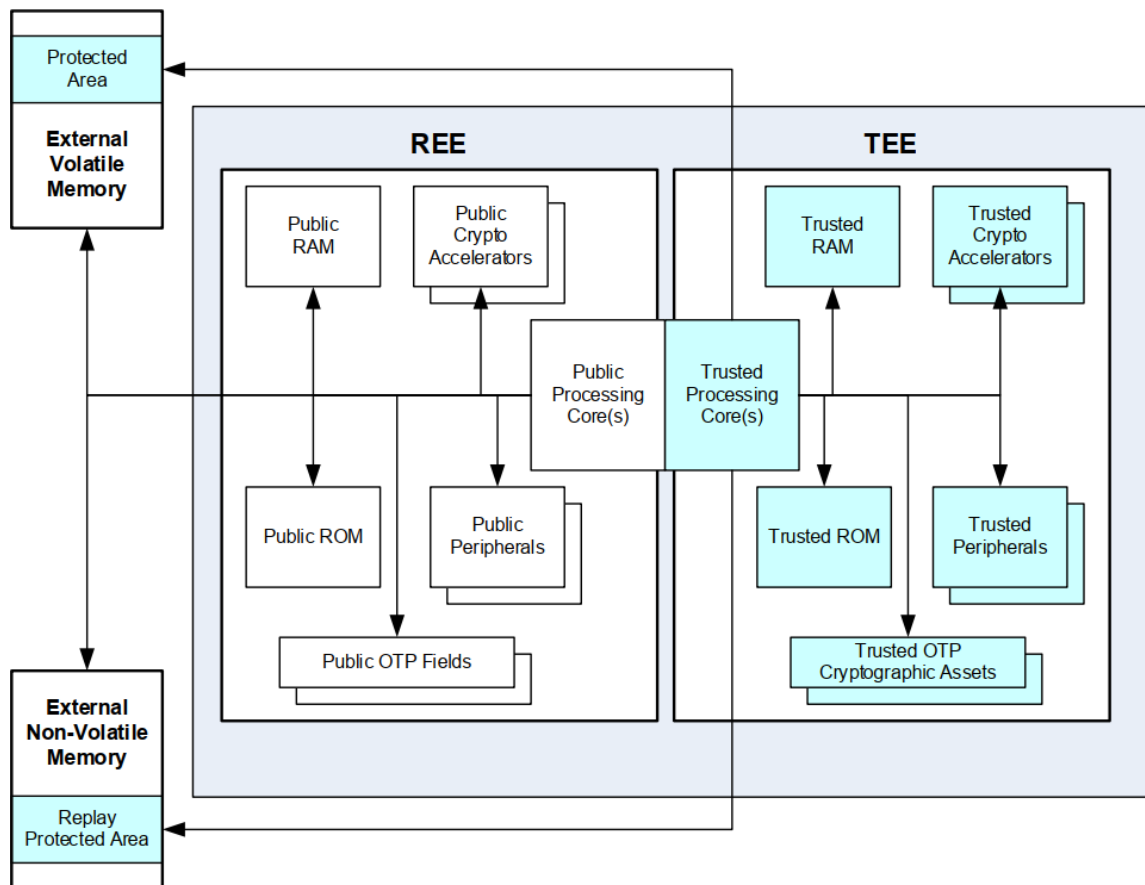 Protected
Area
External
Volatile
Memory
REE
TEE
Public
RAM
Public
Crypto
Accelerators
Trusted
RAM
Trusted
Crypto
Accelerators
Public
Processing
Core(s)
Trusted
Processing
Core(s)
Public ROM
Public
Peripherals
Trusted ROM
Trusted
Peripherals
Public OTP Fields
Trusted OTP
Cryptographic Assets
External
Non-Volatile
Memory
Replay
Protected Area